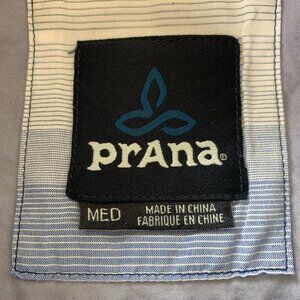 prAna®
MED
MADE IN CHINA
FABRIQUE EN CHINE